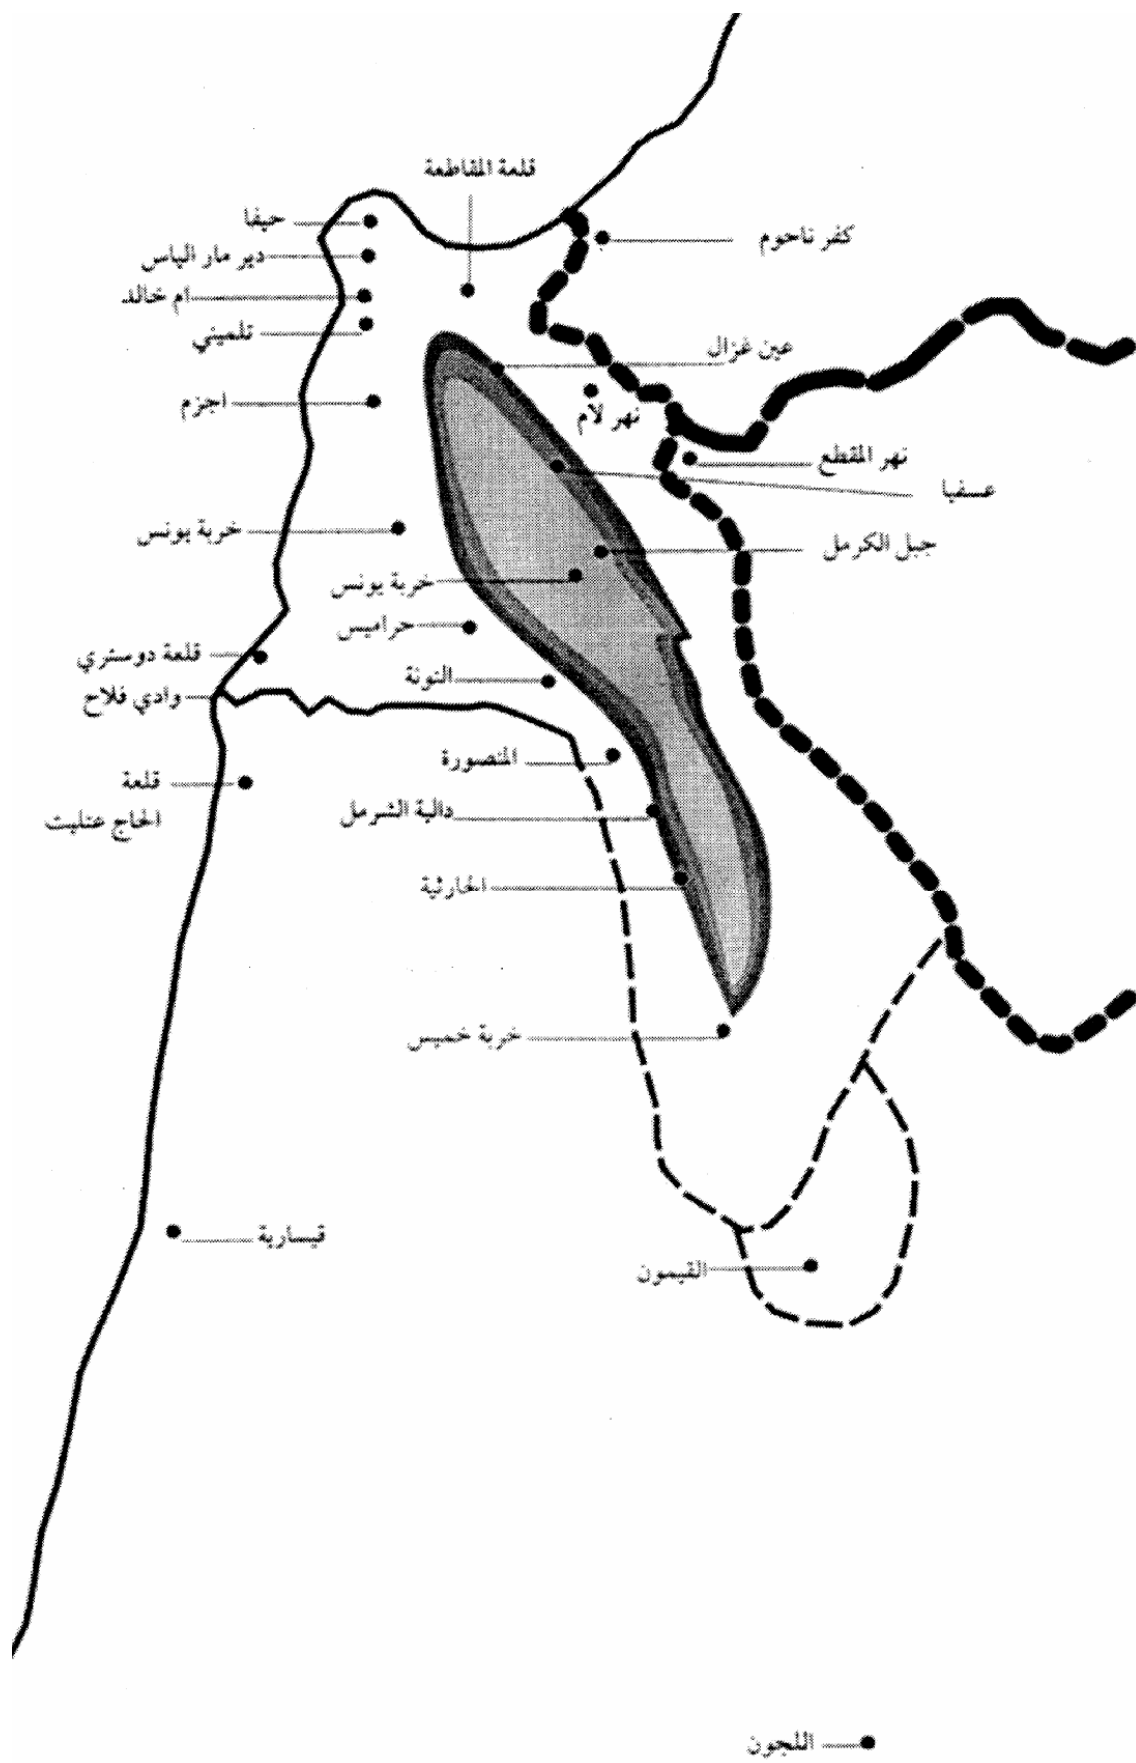 قلعة المقاطعة
حيفا
كفر ناحوم
دير مار الياس
ام خالد
تلميني
عين غزال
اجزم
نهر لام
نهر المقطع
عسفيا
خربة يونس
جبل الكرمل
خربة يونس
حراميس
قلعة دوستري
النونة
وادي فلاح
المنصورة
قلعة
الحاج عتليت
دالية الشرمل
الحارثية
خربة خميس
قيسارية
القيمون
اللجون